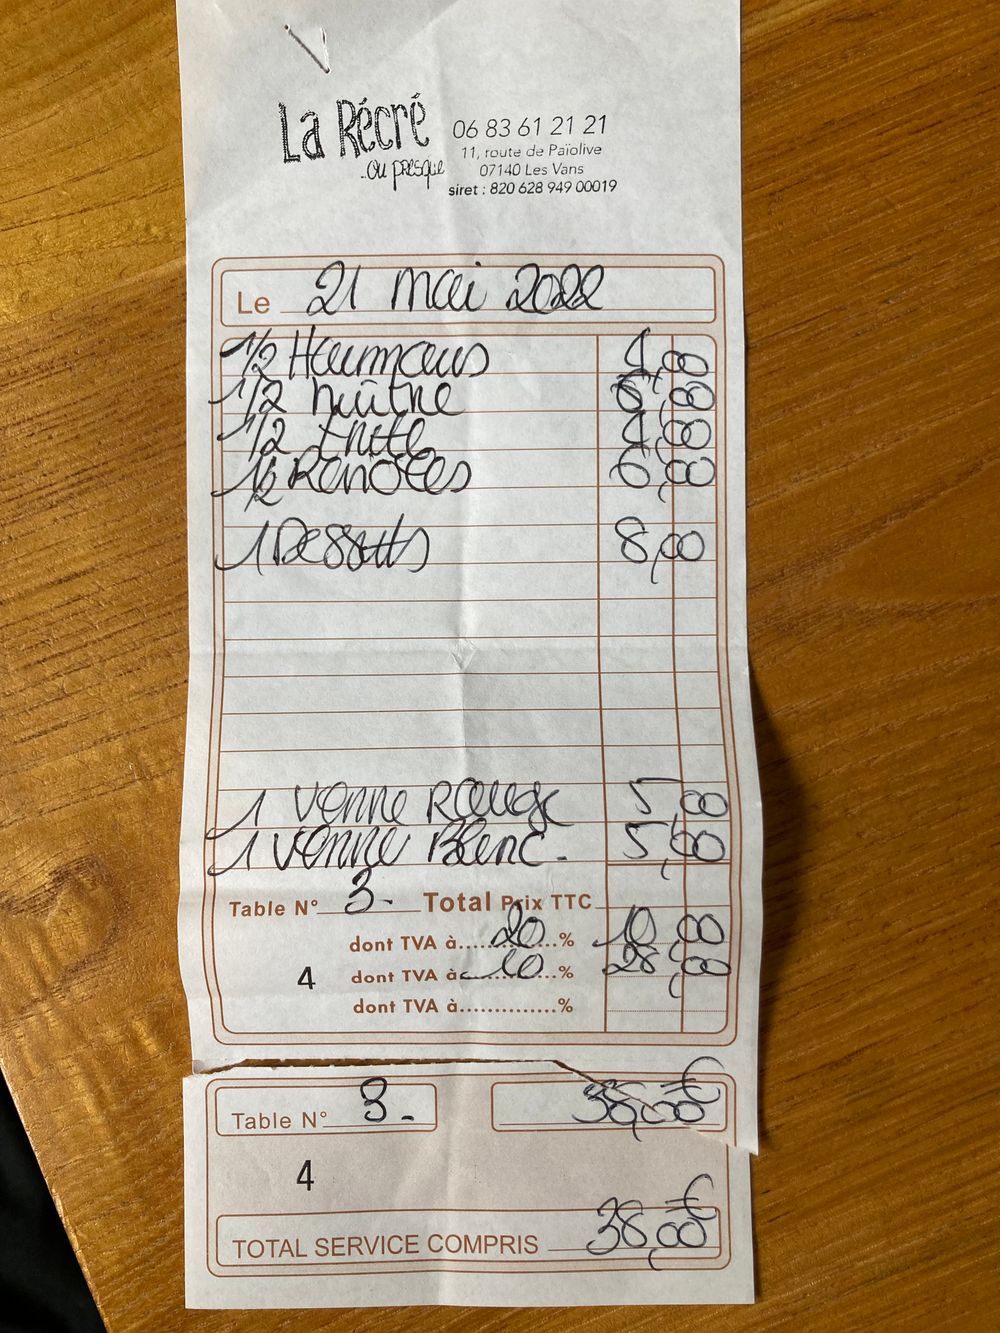 La Récré
...ou presque
06 83 61 21 21
11, route de Païolive
07140 Les Vans
siret : 820 628 949 00019
Le 21 mai 2022
1/2 Houmous 4,00
1/2 huître 6,00
1/2 4,00
1/2 6,00
1 Desserts 8,00
1 Verre Rouge 5,00
1 Verre Blanc. 5,00
Table N° 3. Total Prix TTC
dont TVA à 20 % 10,00
4 dont TVA à 10 % 28,00
dont TVA à..............%
Table N° 3. 38,00€
4
TOTAL SERVICE COMPRIS 38,00€